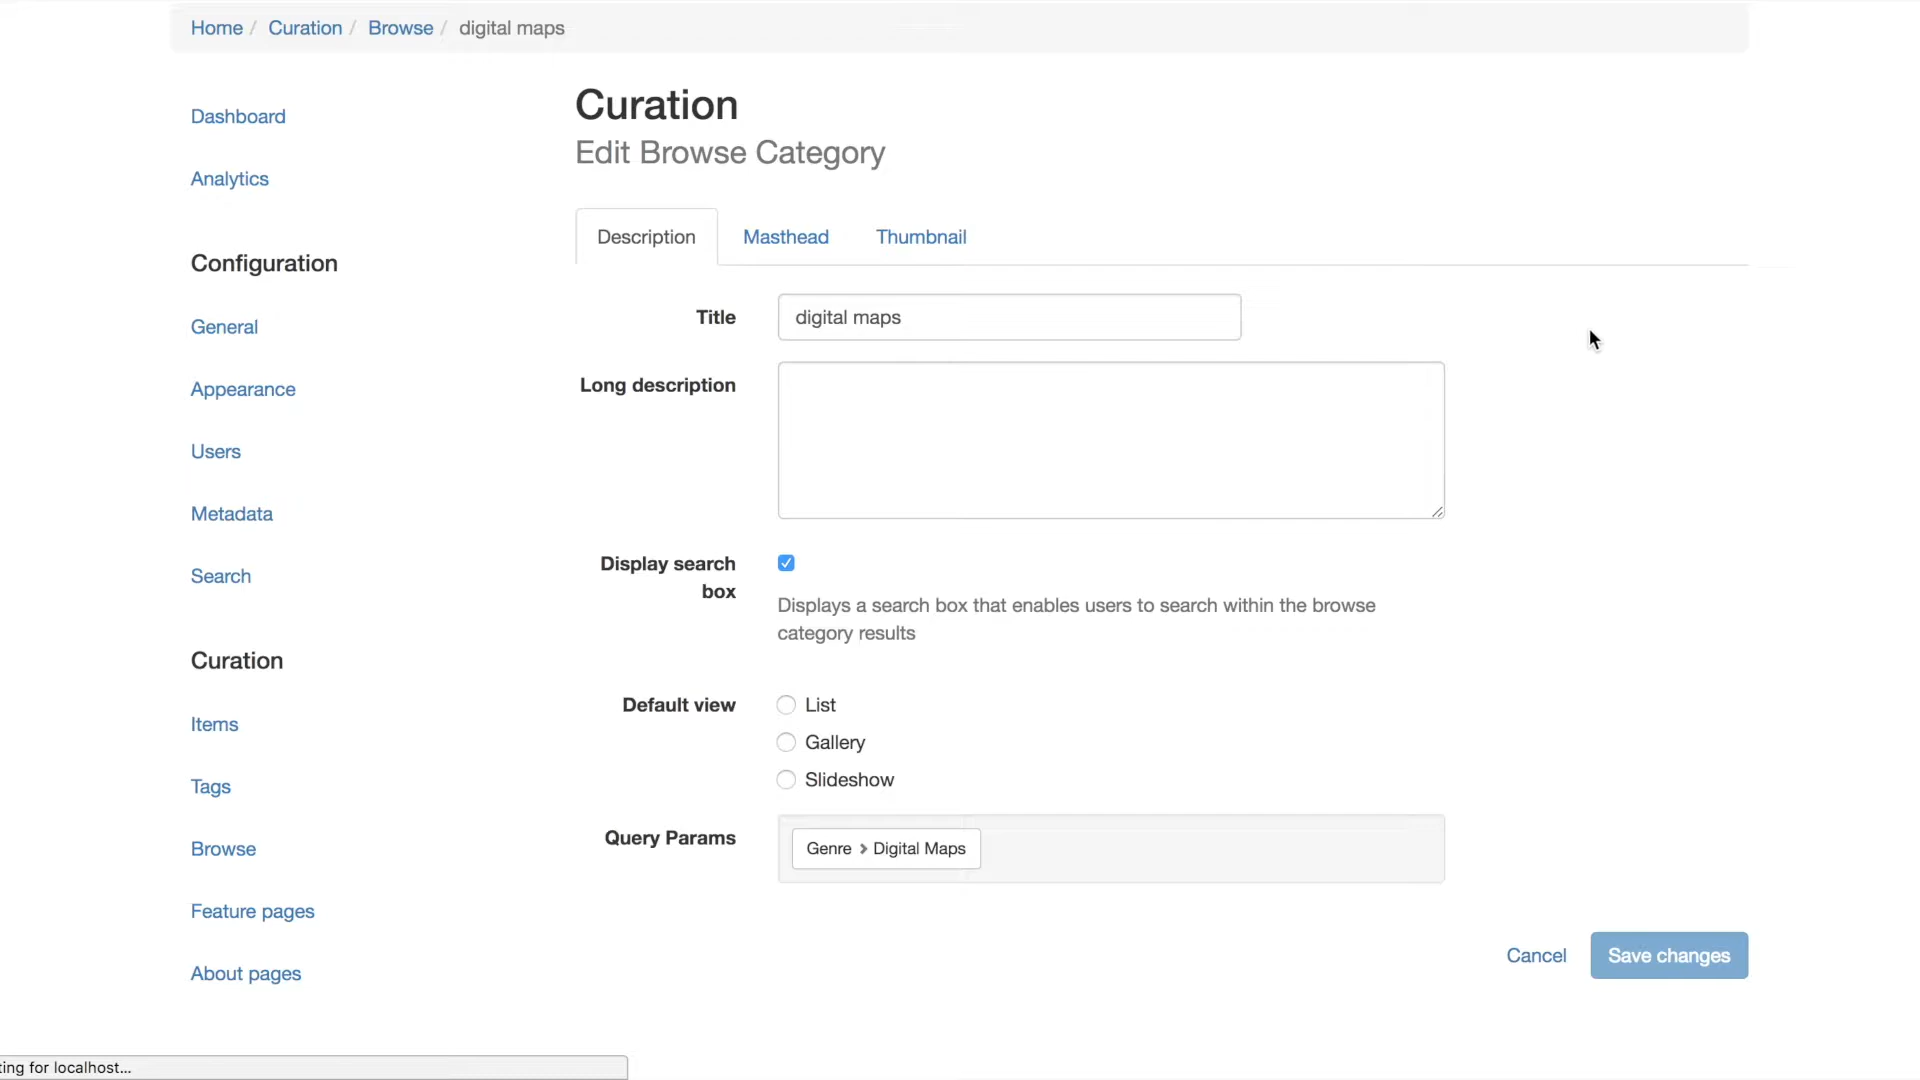 Home / Curation / Browse / digital maps
Dashboard
Analytics
Configuration
General
Appearance
Users
Metadata
Search
Curation
Items
Tags
Browse
Feature pages
About pages
Curation
Edit Browse Category
Description Masthead Thumbnail
Title digital maps
Long description
Display search
box
Displays a search box that enables users to search within the browse
category results
Default view List
Gallery
Slideshow
Query Params Genre > Digital Maps
Cancel Save changes
ting for localhost...